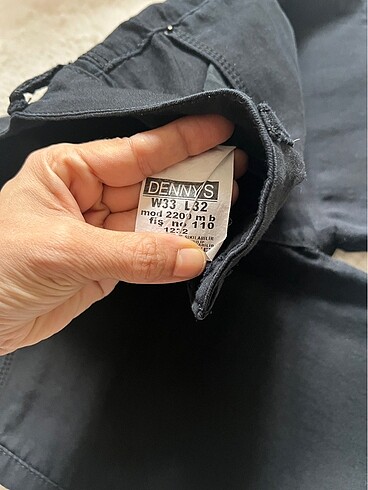 DENNY'S
W33 L32
mod 2200 m b
fiş no 110